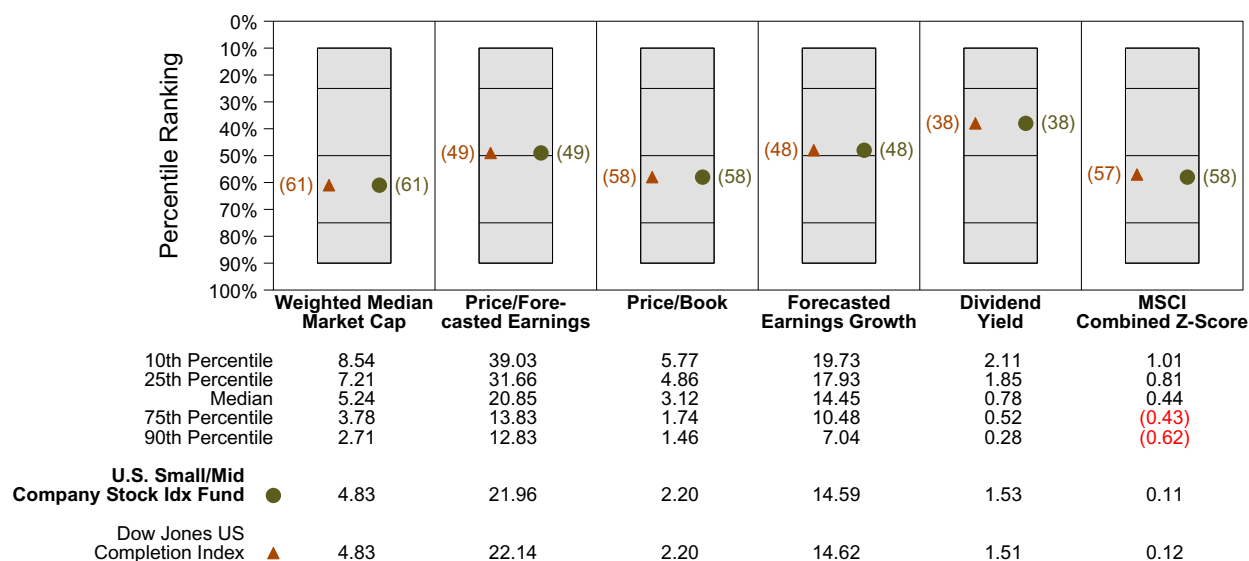 Percentile Ranking
0%
10%
20%
30%
40%
50%
60%
70%
80%
90%
100%
(61) (61)
(49) (49)
(58) (58)
(48) (48)
(38) (38)
(57) (58)
Weighted Median
Market Cap
Price/Fore-
casted Earnings
Price/Book
Forecasted
Earnings Growth
Dividend
Yield
MSCI
Combined Z-Score
10th Percentile 8.54 39.03 5.77 19.73 2.11 1.01
25th Percentile 7.21 31.66 4.86 17.93 1.85 0.81
Median 5.24 20.85 3.12 14.45 0.78 0.44
75th Percentile 3.78 13.83 1.74 10.48 0.52 (0.43)
90th Percentile 2.71 12.83 1.46 7.04 0.28 (0.62)
U.S. Small/Mid
Company Stock Idx Fund 4.83 21.96 2.20 14.59 1.53 0.11
Dow Jones US
Completion Index 4.83 22.14 2.20 14.62 1.51 0.12